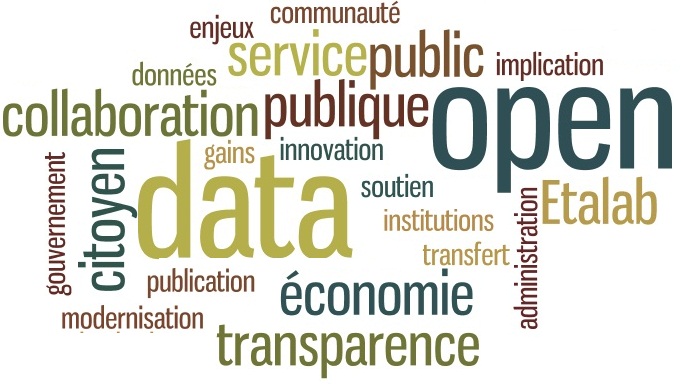 communauté
enjeux
service public
implication
données
collaboration
publique
open
gains
innovation
data
citoyen
gouvernement
soutien
Etalab
institutions
administration
transfert
publication
économie
modernisation
transparence